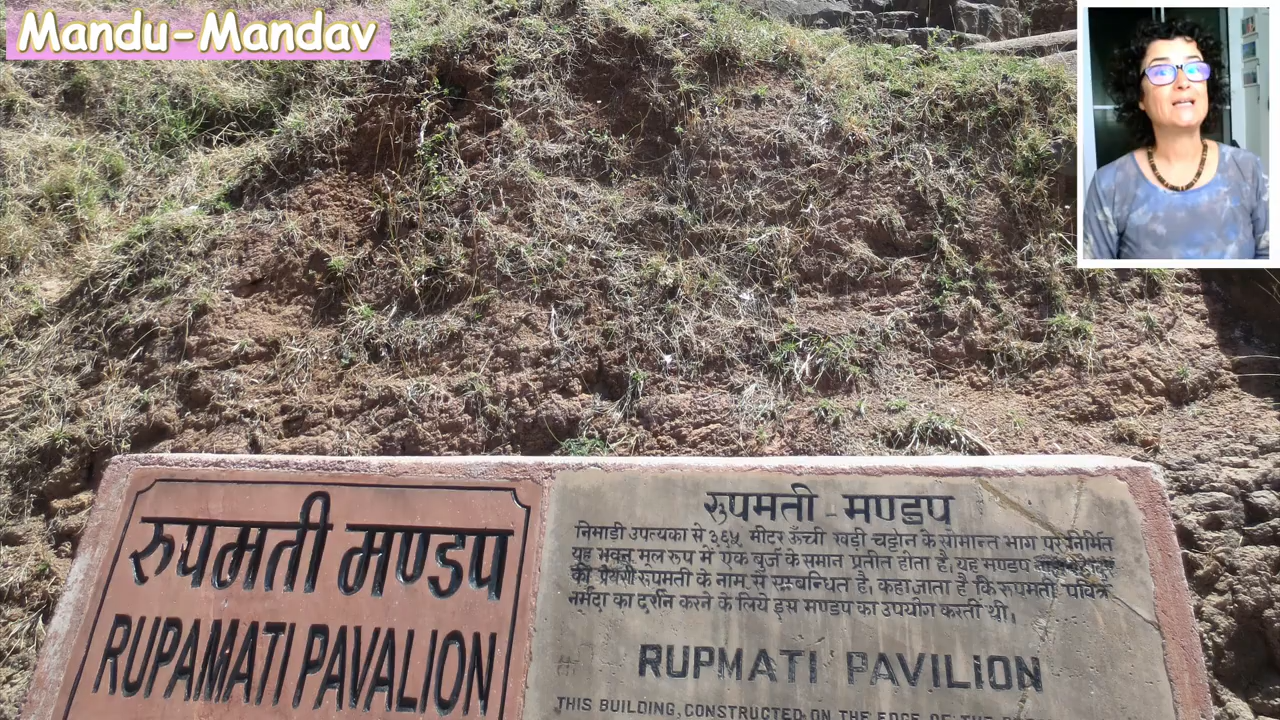 Mandu-Mandav
रुपमती मण्डप
RUPAMATI PAVALION
रुपमती - मण्डप
निमाड़ी उपत्यका से ३६५ मीटर ऊँची खड़ी चट्टान के सीमान्त भाग पर निर्मित
यह भवन मूल रूप में एक बुर्ज के समान प्रतीत होता है, यह मण्डप
की प्रेयसी रूपमती के नाम से सम्बन्धित है, कहा जाता है कि रुपमती पवित्र
नर्मदा का दर्शन करने के लिये इस मण्डप का उपयोग करती थी।
RUPMATI PAVILION
THIS BUILDING, CONSTRUCTED ON THE EDGE OF THE